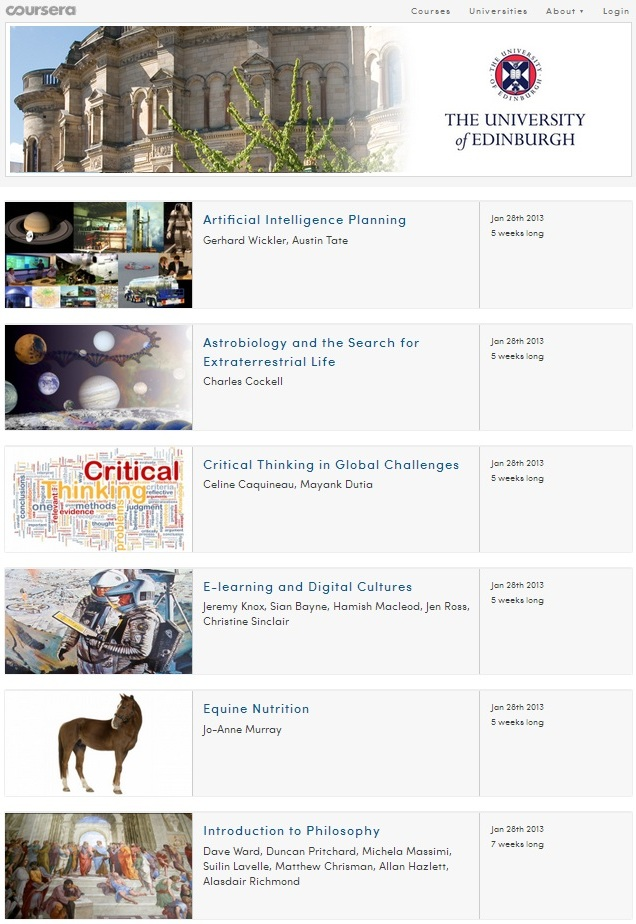 coursera
Courses Universities About ▾ Login
THE UNIVERSITY OF EDINBURGH
THE UNIVERSITY
of EDINBURGH
Artificial Intelligence Planning
Gerhard Wickler, Austin Tate
Jan 28th 2013
5 weeks long
Astrobiology and the Search for
Extraterrestrial Life
Charles Cockell
Jan 28th 2013
5 weeks long
Critical
Thinking
conclusions
one
relevant
evidence
methods
problems
thought
judgment
criteria
reflective
Critical Thinking in Global Challenges
Celine Caquineau, Mayank Dutia
Jan 28th 2013
5 weeks long
E-learning and Digital Cultures
Jeremy Knox, Sian Bayne, Hamish Macleod, Jen Ross,
Christine Sinclair
Jan 28th 2013
5 weeks long
Equine Nutrition
Jo-Anne Murray
Jan 28th 2013
5 weeks long
Introduction to Philosophy
Dave Ward, Duncan Pritchard, Michela Massimi,
Suilin Lavelle, Matthew Chrisman, Allan Hazlett,
Alasdair Richmond
Jan 28th 2013
7 weeks long